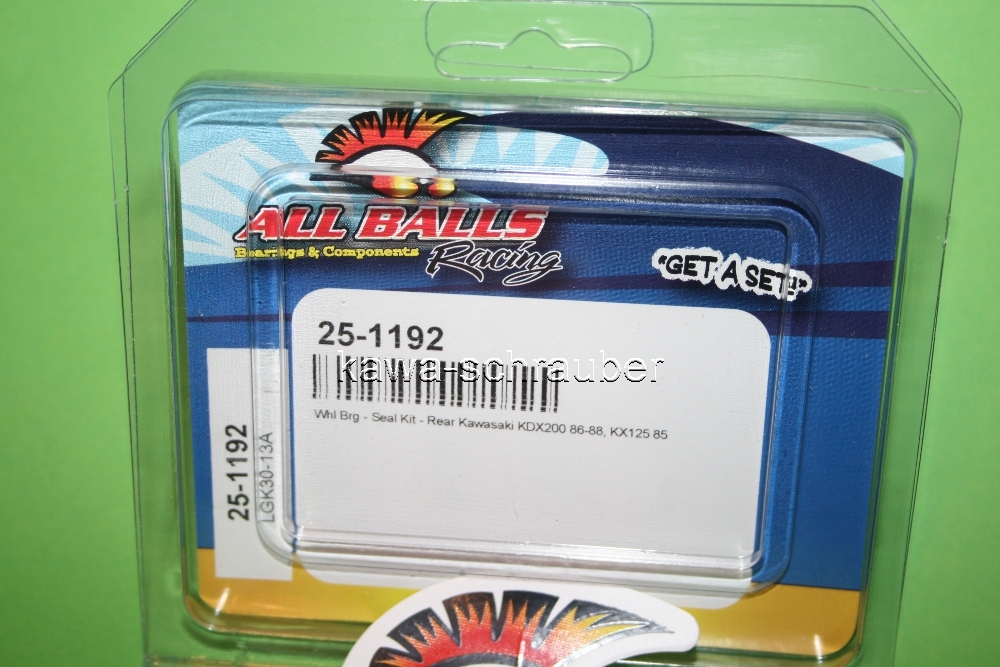 ALL BALLS
Bearings & Components
Racing
"GET A SET!"
25-1192
kawa-schrauber
Whl Brg - Seal Kit - Rear Kawasaki KDX200 86-88, KX125 85
25-1192
LGK30-13A